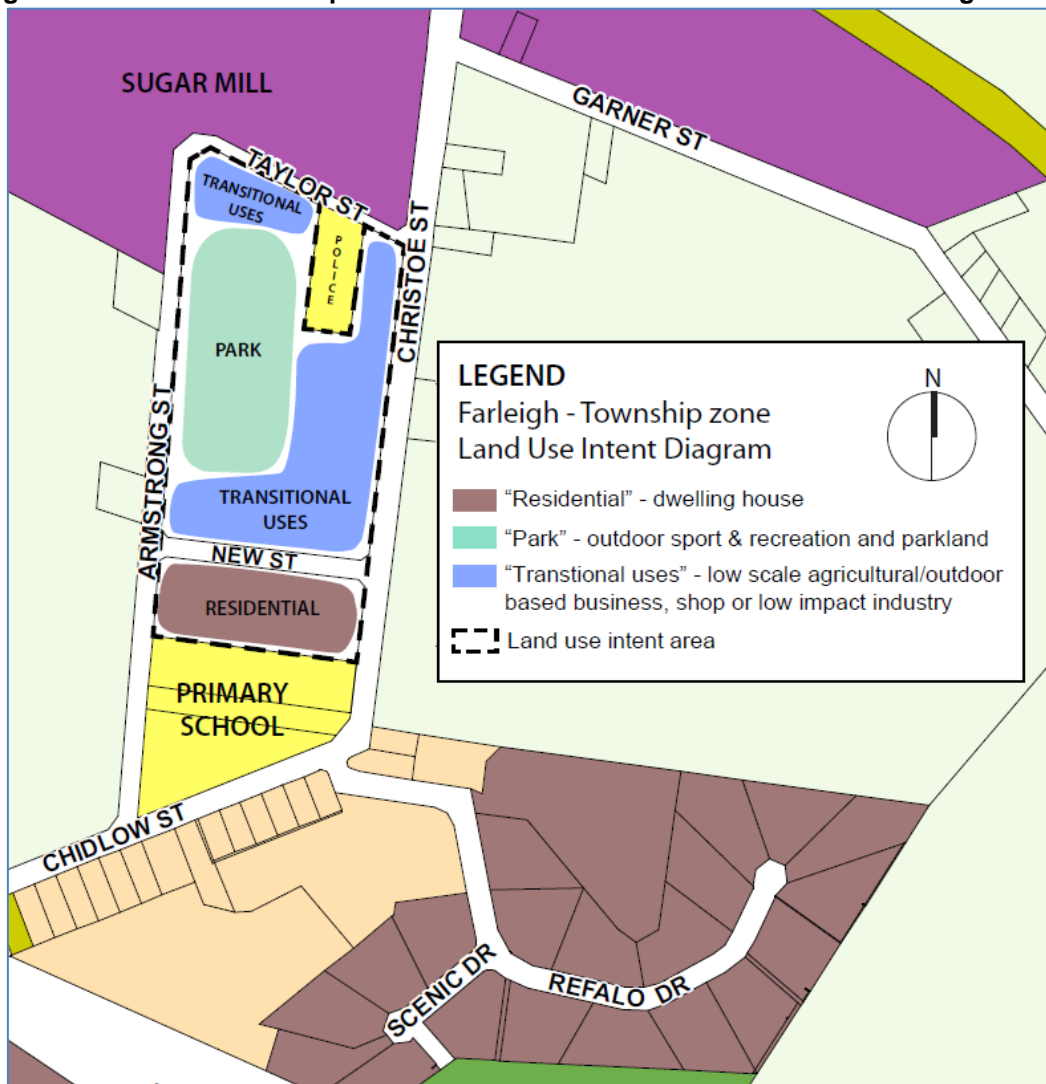 SUGAR MILL
GARNER ST
TAYLOR ST
TRANSITIONAL
USES
POLICE
CHRISTOE ST
PARK
ARMSTRONG ST
LEGEND
Farleigh - Township zone
Land Use Intent Diagram
N
"Residential" - dwelling house
"Park" - outdoor sport & recreation and parkland
"Transtional uses" - low scale agricultural/outdoor
based business, shop or low impact industry
Land use intent area
TRANSITIONAL
USES
NEW ST
RESIDENTIAL
PRIMARY
SCHOOL
CHIDLOW ST
SCENIC DR
REFALO DR